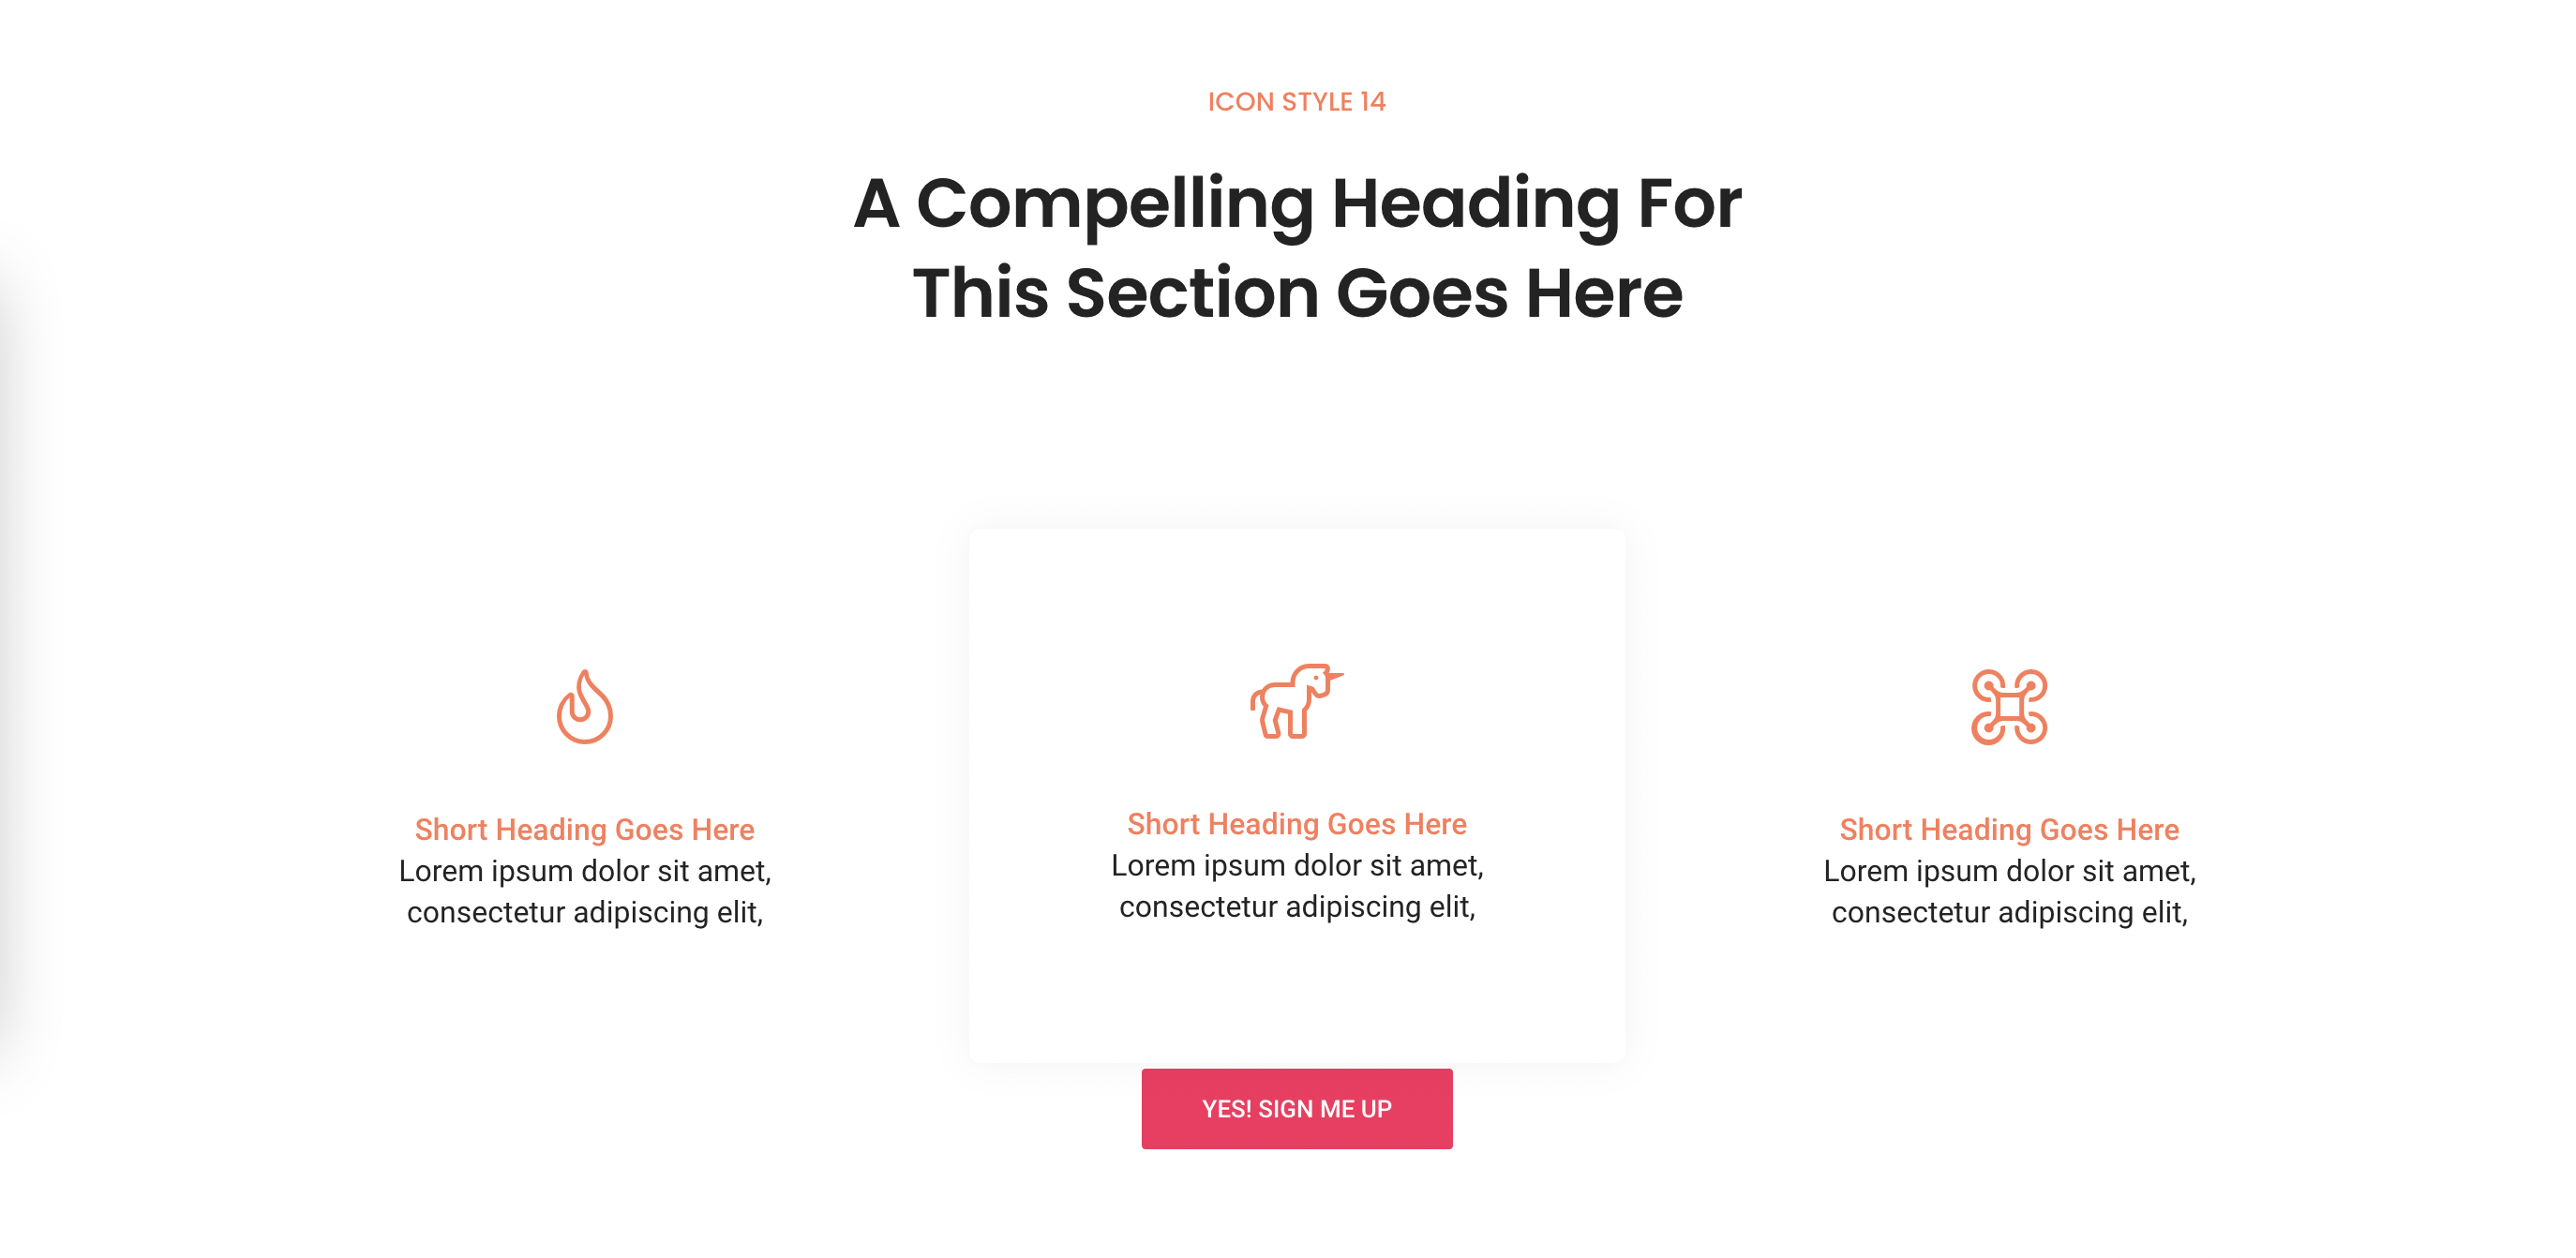 ICON STYLE 14
A Compelling Heading For
This Section Goes Here
Short Heading Goes Here
Lorem ipsum dolor sit amet,
consectetur adipiscing elit,
Short Heading Goes Here
Lorem ipsum dolor sit amet,
consectetur adipiscing elit,
Short Heading Goes Here
Lorem ipsum dolor sit amet,
consectetur adipiscing elit,
YES! SIGN ME UP